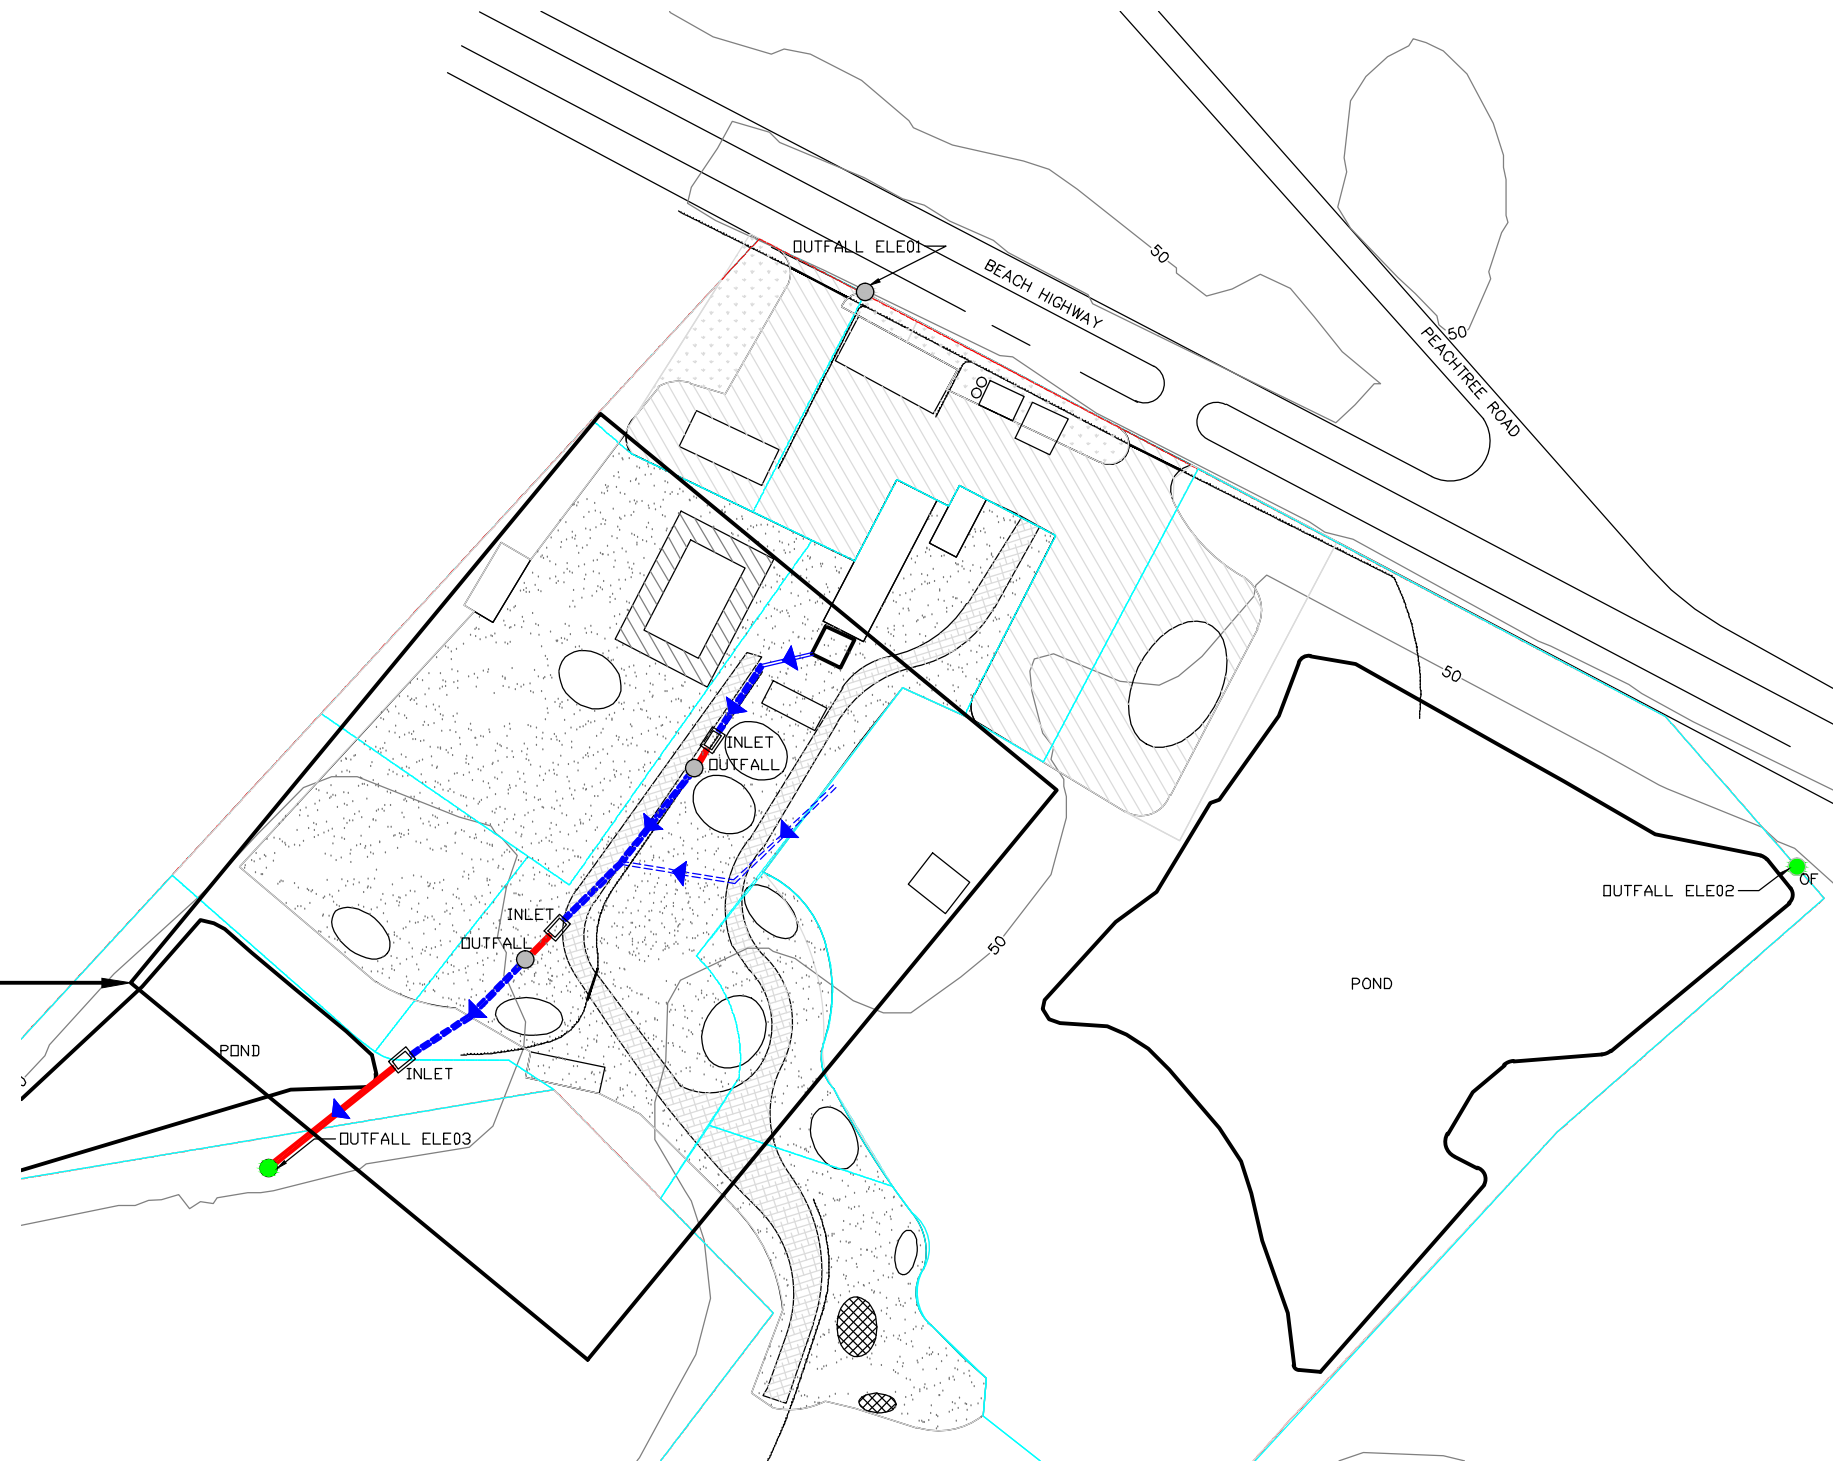 OUTFALL ELE01
50
BEACH HIGHWAY
50
PEACHTREE ROAD
50
INLET
OUTFALL
OF
OUTFALL ELE02
INLET
OUTFALL
50
POND
POND
INLET
OUTFALL ELE03